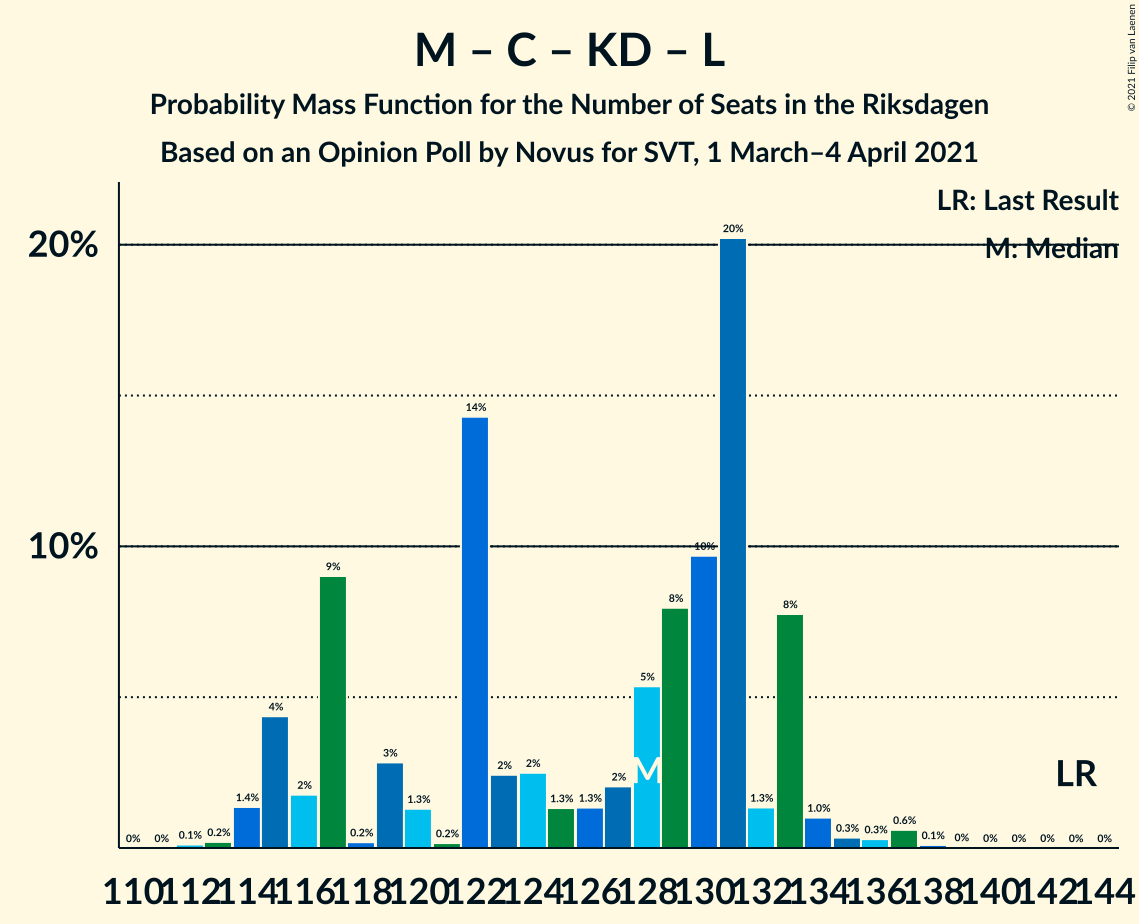 M – C – KD – L
Probability Mass Function for the Number of Seats in the Riksdagen
Based on an Opinion Poll by Novus for SVT, 1 March–4 April 2021
© 2021 Filip van Laenen
LR: Last Result
M: Median
20%
10%
0% 0% 0.1% 0.2% 1.4% 4% 2% 9% 0.2% 3% 1.3% 0.2% 14% 2% 2% 1.3% 1.3% 2% 5% 8% 10% 20% 1.3% 8% 1.0% 0.3% 0.3% 0.6% 0.1% 0% 0% 0% 0% 0% 0%
M
LR
110 112 114 116 118 120 122 124 126 128 130 132 134 136 138 140 142 144